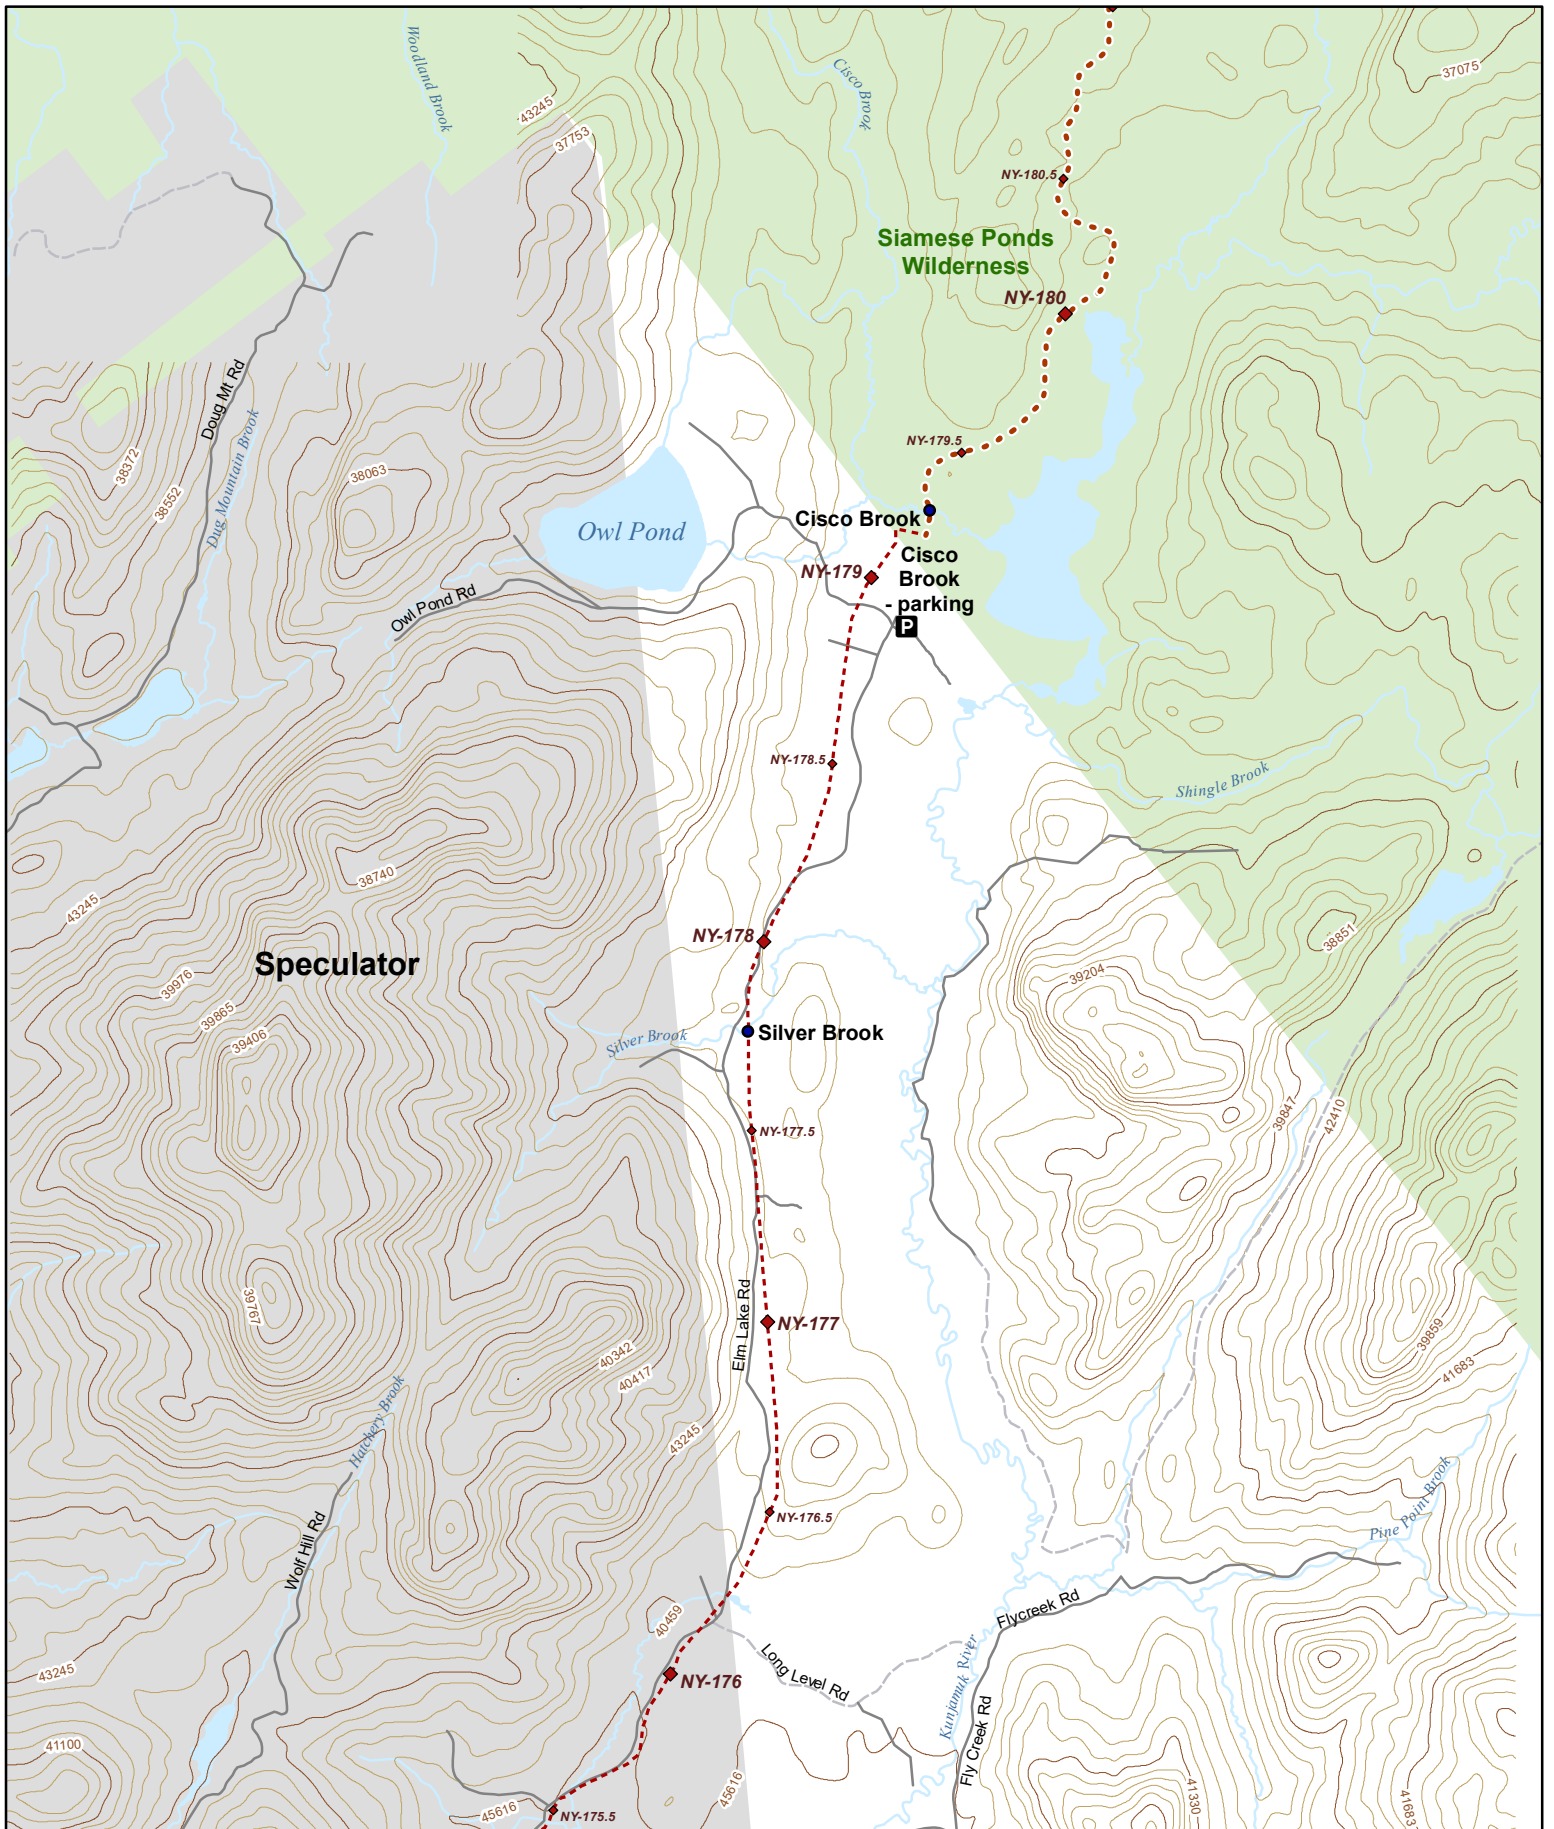 Woodland Brook
Cisco Brook
37075
43245
37753
NY-180.5
Siamese Ponds
Wilderness
NY-180
Doug Mt Rd
Dug Mountain Brook
38372
38552
38063
NY-179.5
Owl Pond
Cisco Brook
Cisco
Brook
- parking
P
NY-179
Owl Pond Rd
NY-178.5
Shingle Brook
38740
43245
NY-178
Speculator
38851
39204
39976
39865
39406
Silver Brook
Silver Brook
39847
42410
NY-177.5
39767
Elm Lake Rd
NY-177
40342
40417
39859
41683
Hatchery Brook
43245
Pine Point Brook
NY-176.5
Wolf Hill Rd
Flycreek Rd
40459
Long Level Rd
Kunjamuk River
43245
NY-176
Fly Creek Rd
41100
45616
45616
NY-175.5
41330
41683